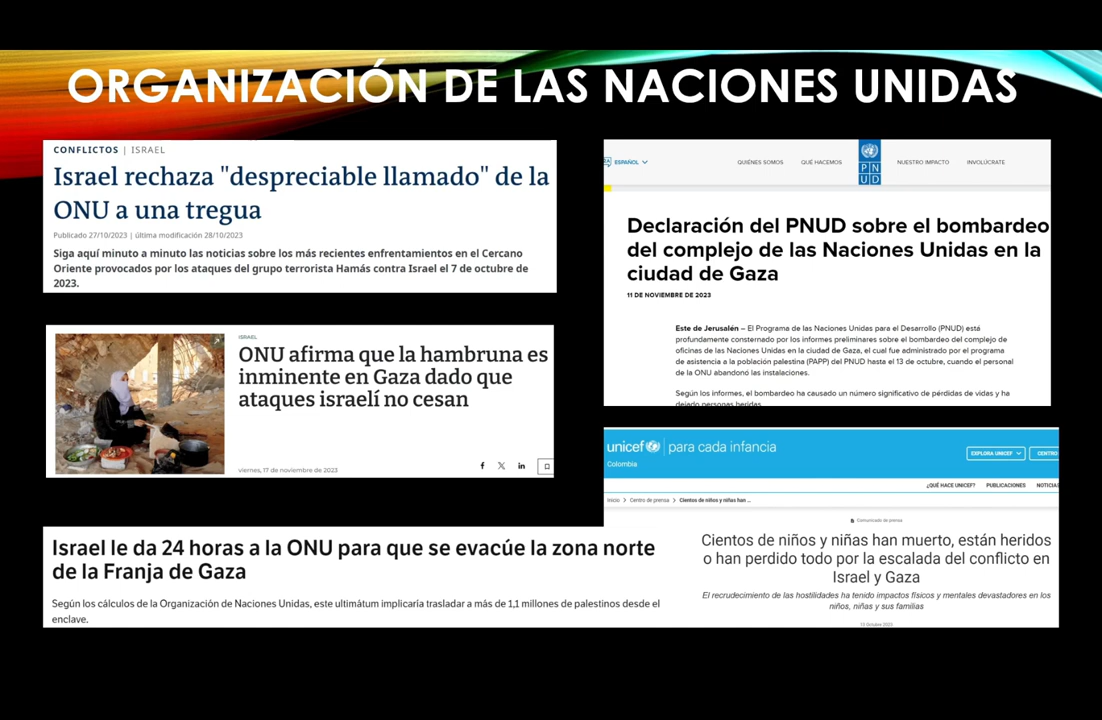 ORGANIZACIÓN DE LAS NACIONES UNIDAS
CONFLICTOS | ISRAEL
Israel rechaza "despreciable llamado" de la
ONU a una tregua
Publicado 27/10/2023 | última modificación 28/10/2023
Siga aquí minuto a minuto las noticias sobre los más recientes enfrentamientos en el Cercano
Oriente provocados por los ataques del grupo terrorista Hamás contra Israel el 7 de octubre de
2023.
ISRAEL
ONU afirma que la hambruna es
inminente en Gaza dado que
ataques israelí no cesan
viernes, 17 de noviembre de 2023
Israel le da 24 horas a la ONU para que se evacúe la zona norte
de la Franja de Gaza
Según los cálculos de la Organización de Naciones Unidas, este ultimátum implicaría trasladar a más de 1,1 millones de palestinos desde el
enclave.
ESPAÑOL
QUIÉNES SOMOS QUÉ HACEMOS
P N
U D
NUESTRO IMPACTO INVOLÚCRATE
Declaración del PNUD sobre el bombardeo
del complejo de las Naciones Unidas en la
ciudad de Gaza
11 DE NOVIEMBRE DE 2023
Este de Jerusalén – El Programa de las Naciones Unidas para el Desarrollo (PNUD) está
profundamente consternado por los informes preliminares sobre el bombardeo del complejo de
oficinas de las Naciones Unidas en la ciudad de Gaza, el cual fue administrado por el programa
de asistencia a la población palestina (PAPP) del PNUD hasta el 13 de octubre, cuando el personal
de la ONU abandonó las instalaciones.
Según los informes, el bombardeo ha causado un número significativo de pérdidas de vidas y ha
dejado personas heridas.
unicef | para cada infancia
Colombia
EXPLORA UNICEF CENTRO
¿QUÉ HACE UNICEF? PUBLICACIONES NOTICIAS
Inicio > Centro de prensa > Cientos de niños y niñas han ...
Comunicado de prensa
Cientos de niños y niñas han muerto, están heridos
o han perdido todo por la escalada del conflicto en
Israel y Gaza
El recrudecimiento de las hostilidades ha tenido impactos físicos y mentales devastadores en los
niños, niñas y sus familias
13 Octubre 2023